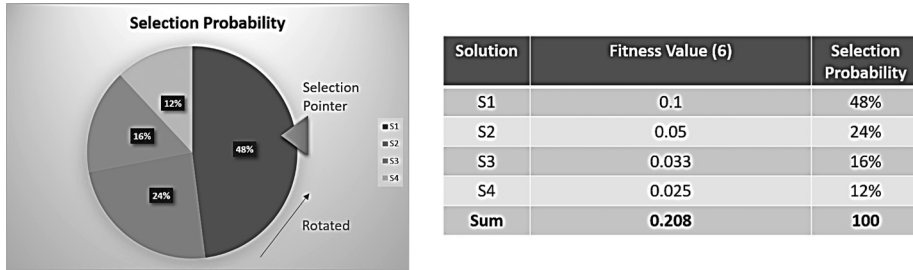 Selection Probability
12%
16%
24%
48%
Selection
Pointer
S1
S2
S3
S4
Rotated
Solution Fitness Value (6) Selection Probability
S1 0.1 48%
S2 0.05 24%
S3 0.033 16%
S4 0.025 12%
Sum 0.208 100